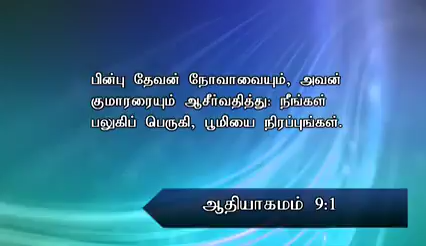 பின்பு தேவன் நோவாவையும், அவன்
குமாரரையும் ஆசீர்வதித்து: நீங்கள்
பலுகிப் பெருகி, பூமியை நிரப்புங்கள்.
ஆதியாகமம் 9:1